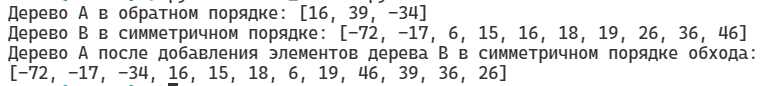 Дерево A в обратном порядке: [16, 39, -34]
Дерево B в симметричном порядке: [-72, -17, 6, 15, 16, 18, 19, 26, 36, 46]
Дерево A после добавления элементов дерева B в симметричном порядке обхода:
[-72, -17, -34, 16, 15, 18, 6, 19, 46, 39, 36, 26]